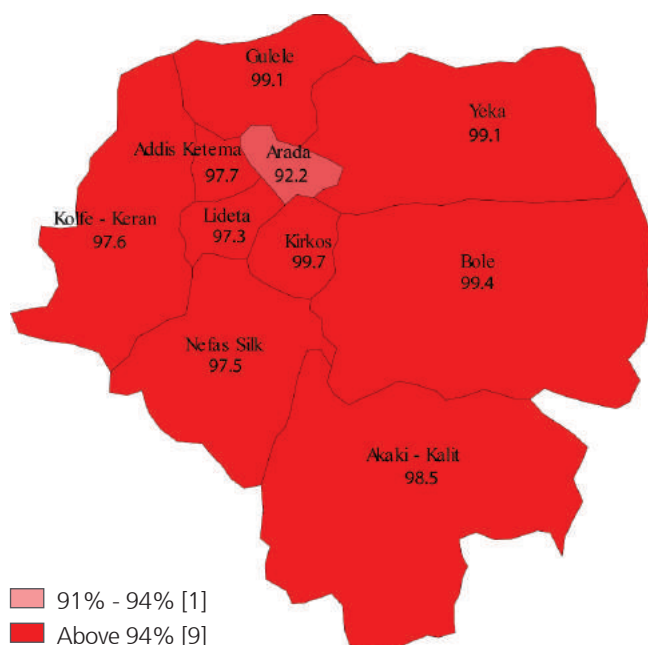 Gulele
99.1
Yeka
99.1
Addis Ketema
97.7
Arada
92.2
Kolfe - Keran
97.6
Lideta
97.3
Kirkos
99.7
Bole
99.4
Nefas Silk
97.5
Akaki - Kalit
98.5
91% - 94% [1]
Above 94% [9]